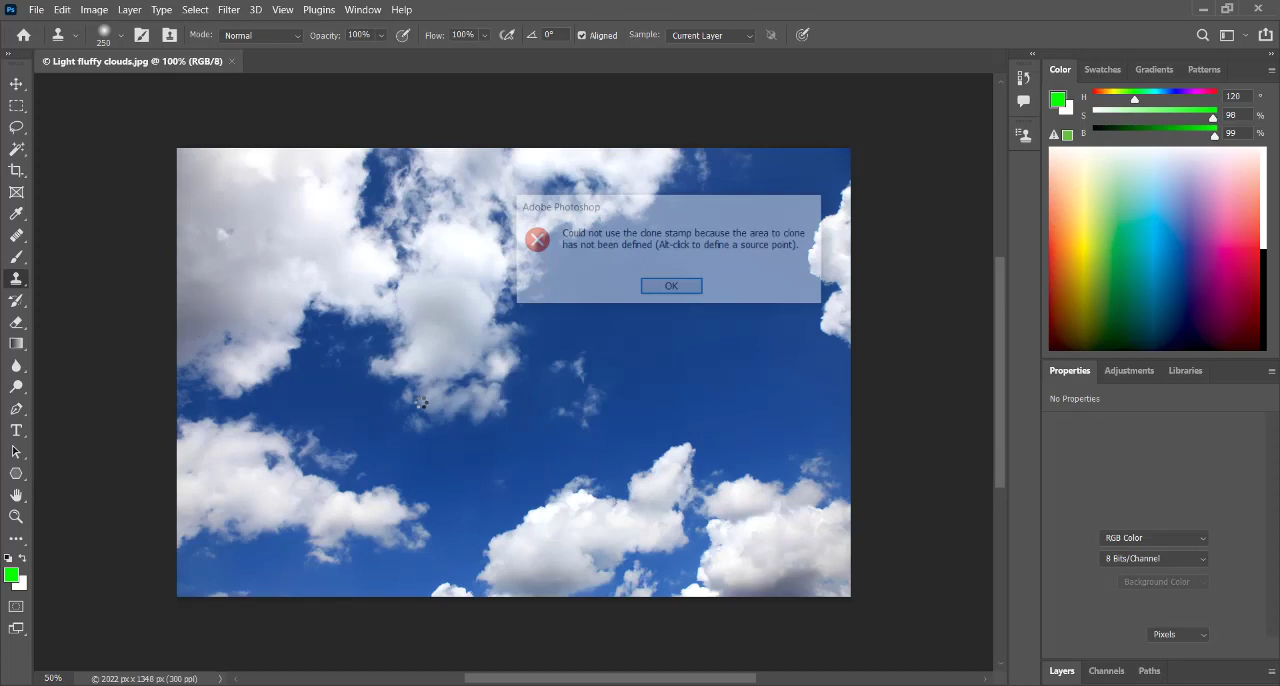 Ps File Edit Image Layer Type Select Filter 3D View Plugins Window Help
250 Mode: Normal Opacity: 100% Flow: 100% 0° Aligned Sample: Current Layer
© Light fluffy clouds.jpg @ 100% (RGB/8) ×
Color Swatches Gradients Patterns
H 120 °
S 98 %
B 99 %
Adobe Photoshop
Could not use the clone stamp because the area to clone
has not been defined (Alt-click to define a source point).
OK
Properties Adjustments Libraries
No Properties
RGB Color
8 Bits/Channel
Background Color
Pixels
Layers Channels Paths
50% © 2022 px x 1348 px (300 ppi)